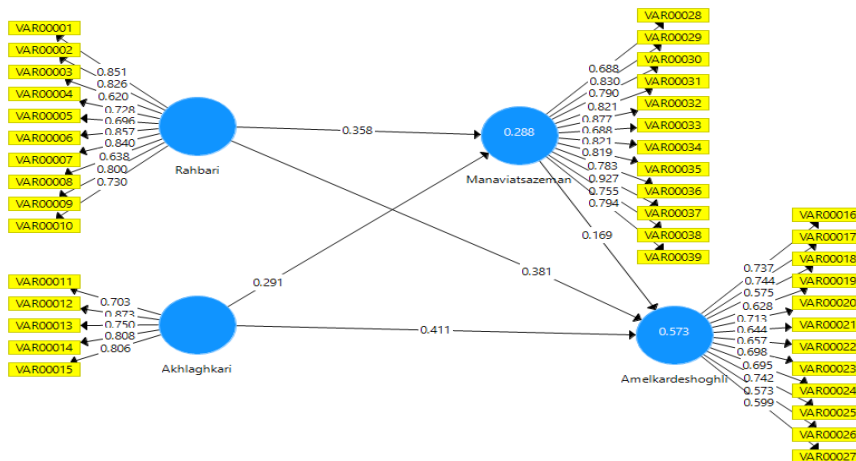 VAR00001
VAR00002
VAR00003
VAR00004
VAR00005
VAR00006
VAR00007
VAR00008
VAR00009
VAR00010
0.851
0.826
0.620
0.728
0.696
0.857
0.840
0.638
0.800
0.730
Rahbari
0.358
VAR00028
VAR00029
VAR00030
VAR00031
VAR00032
VAR00033
VAR00034
VAR00035
VAR00036
VAR00037
VAR00038
VAR00039
0.688
0.830
0.790
0.821
0.877
0.688
0.821
0.819
0.783
0.927
0.755
0.794
0.288
Manaviatsazeman
0.169
0.291
0.381
VAR00011
VAR00012
VAR00013
VAR00014
VAR00015
0.703
0.873
0.750
0.808
0.806
Akhlaghkari
0.411
0.573
Amelkardeshoghli
0.737
0.744
0.575
0.628
0.713
0.644
0.657
0.698
0.695
0.742
0.573
0.599
VAR00016
VAR00017
VAR00018
VAR00019
VAR00020
VAR00021
VAR00022
VAR00023
VAR00024
VAR00025
VAR00026
VAR00027